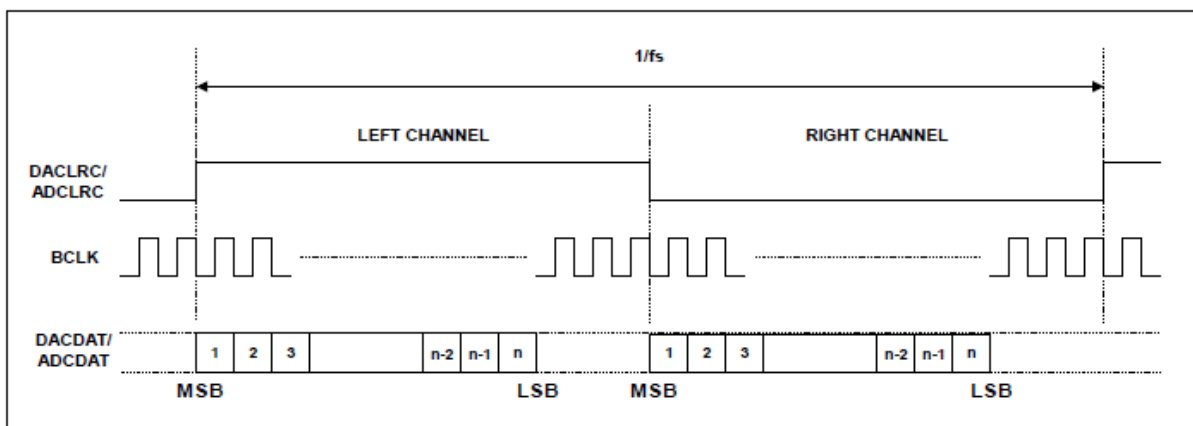 1/fs
LEFT CHANNEL
RIGHT CHANNEL
DACLRC/
ADCLRC
BCLK
DACDAT/
ADCDAT
1 2 3 n-2 n-1 n 1 2 3 n-2 n-1 n
MSB LSB MSB LSB